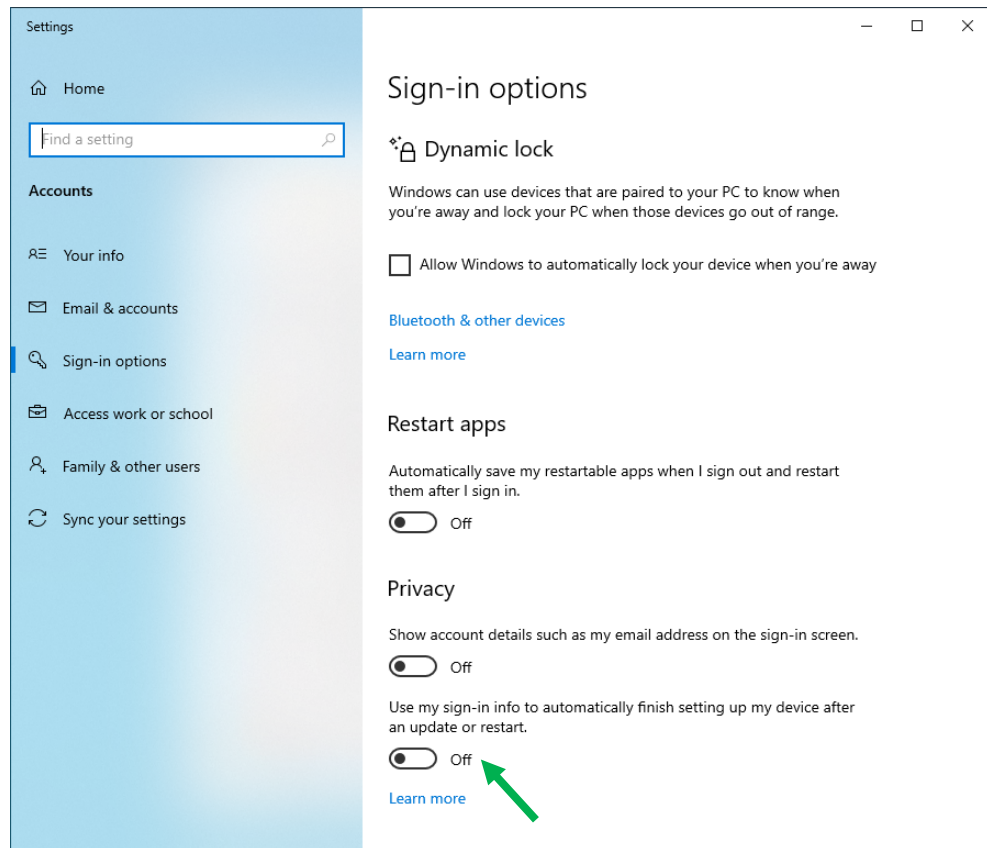 Settings
Home
Find a setting
Accounts
Your info
Email & accounts
Sign-in options
Access work or school
Family & other users
Sync your settings
Sign-in options
Dynamic lock
Windows can use devices that are paired to your PC to know when
you're away and lock your PC when those devices go out of range.
Allow Windows to automatically lock your device when you're away
Bluetooth & other devices
Learn more
Restart apps
Automatically save my restartable apps when I sign out and restart
them after I sign in.
Off
Privacy
Show account details such as my email address on the sign-in screen.
Off
Use my sign-in info to automatically finish setting up my device after
an update or restart.
Off
Learn more